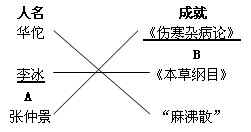 人名 成就
华佗 《伤寒杂病论》
B
李冰 《本草纲目》
A
张仲景 “麻沸散”